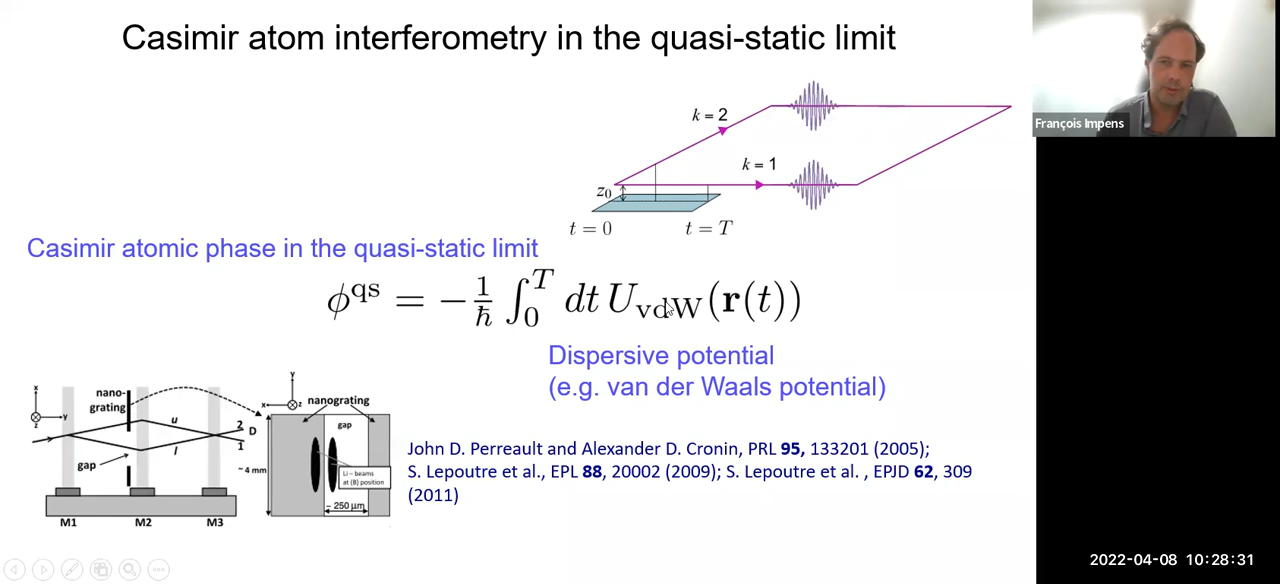 Casimir atom interferometry in the quasi-static limit
François Impens
k = 2
k = 1
z₀
t = 0
t = T
Casimir atomic phase in the quasi-static limit
ϕ^qs = −1/ħ ∫₀^T dt U_vdW(r(t))
Dispersive potential
(e.g. van der Waals potential)
x
y
z
nano-
grating
u
l
gap
2
D
1
M1
M2
M3
y
x
z
nanograting
gap
~ 4 mm
Li – beams
at (B) position
~ 250 µm
John D. Perreault and Alexander D. Cronin, PRL 95, 133201 (2005);
S. Lepoutre et al., EPL 88, 20002 (2009); S. Lepoutre et al. , EPJD 62, 309
(2011)
2022-04-08 10:28:31